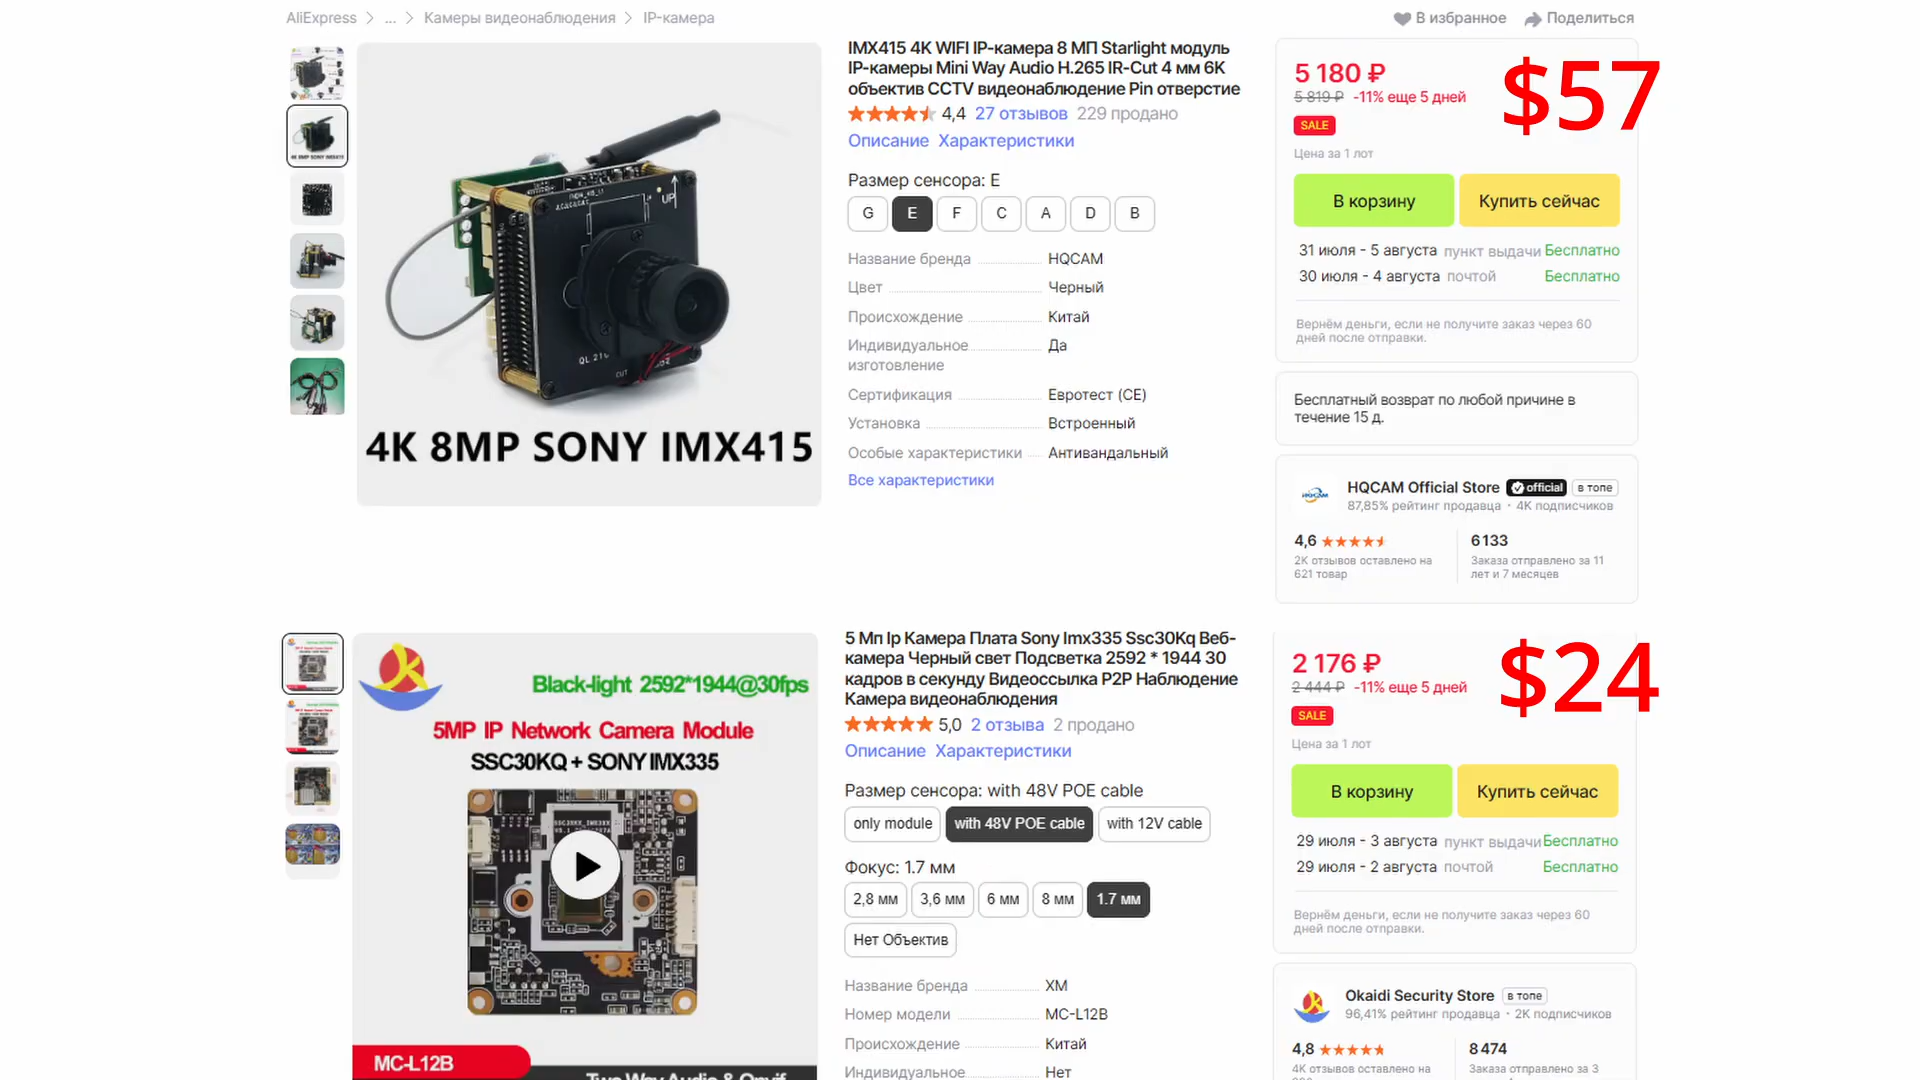 AliExpress > ... > Камеры видеонаблюдения > IP-камера
В избранное Поделиться
4K 8MP SONY IMX415
IMX415 4K WIFI IP-камера 8 МП Starlight модуль
IP-камеры Mini Way Audio H.265 IR-Cut 4 мм 6K
объектив CCTV видеонаблюдение Pin отверстие
4,4 27 отзывов 229 продано
Описание Характеристики
Размер сенсора: E
G E F C A D B
Название бренда HQCAM
Цвет Черный
Происхождение Китай
Индивидуальное изготовление Да
Сертификация Евротест (CE)
Установка Встроенный
Особые характеристики Антивандальный
Все характеристики
UP
5 180 ₽
$57
5 819 ₽ -11% еще 5 дней
SALE
Цена за 1 лот
В корзину Купить сейчас
31 июля - 5 августа пункт выдачи Бесплатно
30 июля - 4 августа почтой Бесплатно
Вернём деньги, если не получите заказ через 60
дней после отправки.
Бесплатный возврат по любой причине в
течение 15 д.
HQCAM Official Store official в топе
87,85% рейтинг продавца · 4K подписчиков
4,6 6 133
2K отзывов оставлено на
621 товар
Заказа отправлено за 11
лет и 7 месяцев
Black-light 2592*1944@30fps
5MP IP Network Camera Module
SSC30KQ + SONY IMX335
MC-L12B
Two Way Audio & Onvif
5 Мп Ip Камера Плата Sony Imx335 Ssc30Kq Веб-
камера Черный свет Подсветка 2592 * 1944 30
кадров в секунду Видеоссылка P2P Наблюдение
Камера видеонаблюдения
5,0 2 отзыва 2 продано
Описание Характеристики
Размер сенсора: with 48V POE cable
only module with 48V POE cable with 12V cable
Фокус: 1.7 мм
2,8 мм 3,6 мм 6 мм 8 мм 1.7 мм
Нет Объектив
Название бренда XM
Номер модели MC-L12B
Происхождение Китай
Индивидуальное Нет
2 176 ₽
$24
2 444 ₽ -11% еще 5 дней
SALE
Цена за 1 лот
В корзину Купить сейчас
29 июля - 3 августа пункт выдачи Бесплатно
29 июля - 2 августа почтой Бесплатно
Вернём деньги, если не получите заказ через 60
дней после отправки.
Okaidi Security Store в топе
96,41% рейтинг продавца · 2K подписчиков
4,8 8 474
4K отзывов оставлено на
Заказа отправлено за 3